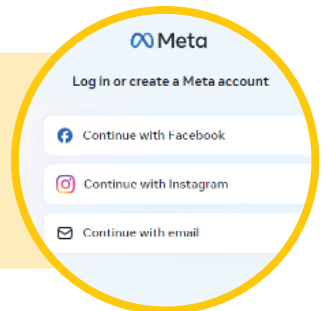 Meta
Log in or create a Meta account
Continue with Facebook
Continue with Instagram
Continue with email